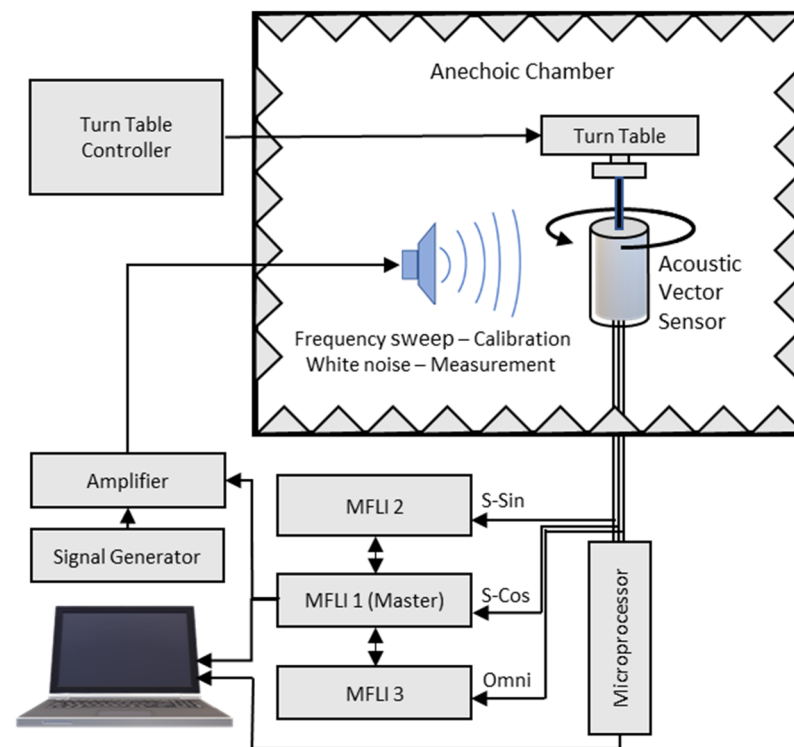 Anechoic Chamber
Turn Table
Controller
Turn Table
Acoustic
Vector
Sensor
Frequency sweep – Calibration
White noise – Measurement
Amplifier
Signal Generator
MFLI 2
S-Sin
MFLI 1 (Master)
S-Cos
MFLI 3
Omni
Microprocessor